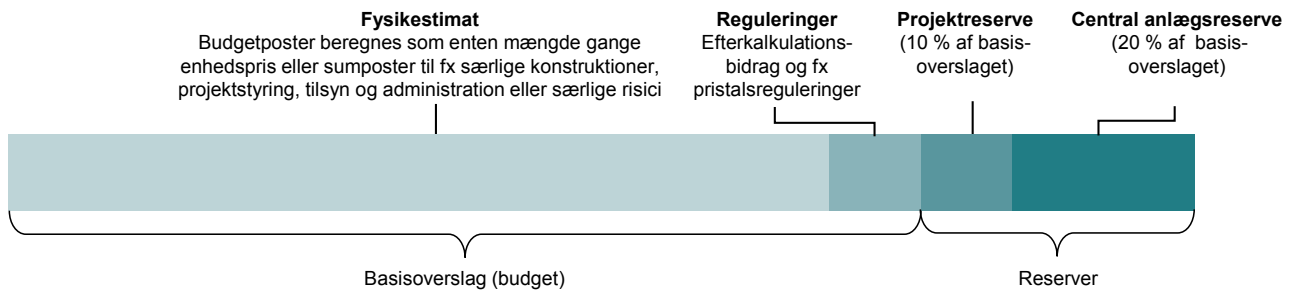 Fysikestimat
Budgetposter beregnes som enten mængde gange
enhedspris eller sumposter til fx særlige konstruktioner,
projektstyring, tilsyn og administration eller særlige risici
Reguleringer
Efterkalkulations-
bidrag og fx
pristalsreguleringer
Projektreserve
(10 % af basis-
overslaget)
Central anlægsreserve
(20 % af basis-
overslaget)
Basisoverslag (budget)
Reserver